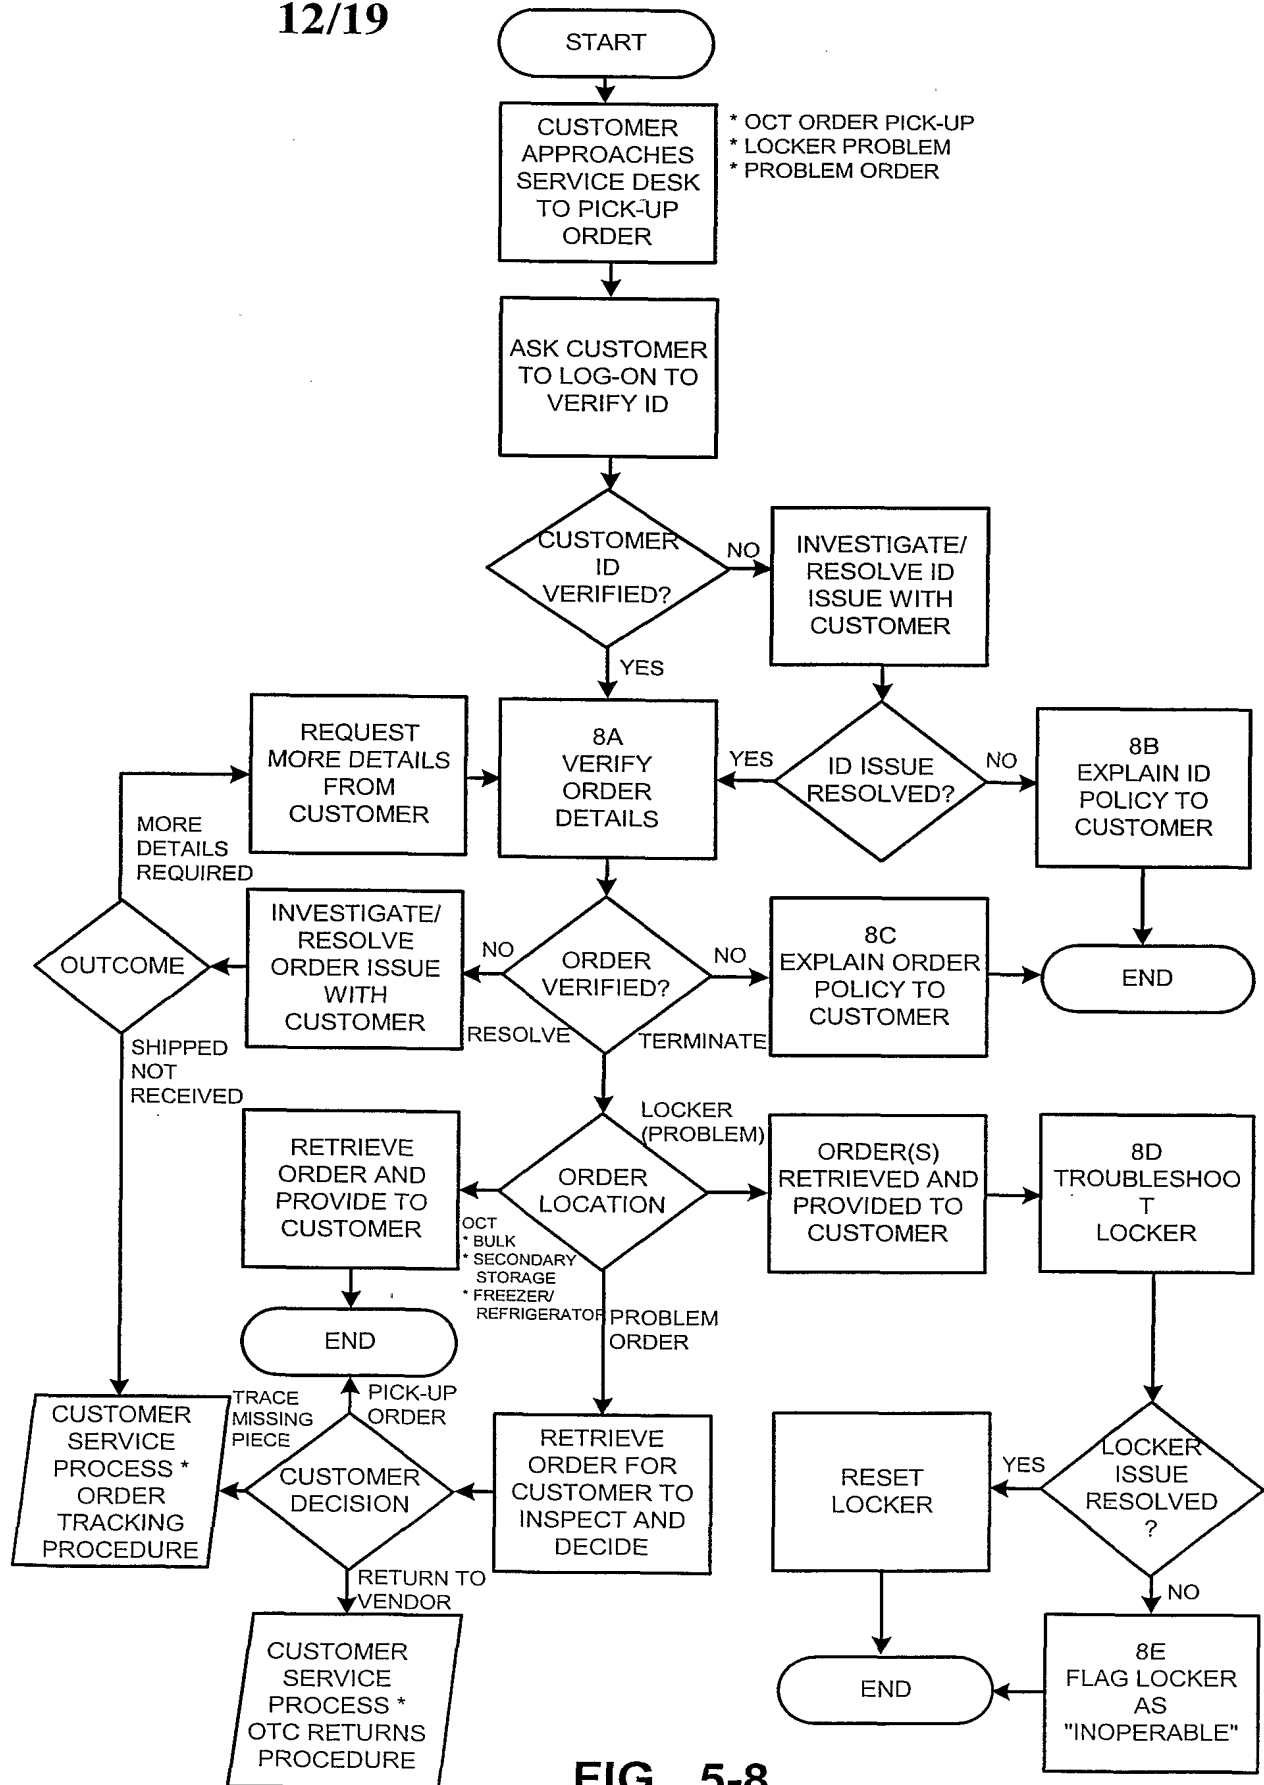 12/19
START
CUSTOMER
APPROACHES
SERVICE DESK
TO PICK-UP
ORDER
* OCT ORDER PICK-UP
* LOCKER PROBLEM
* PROBLEM ORDER
ASK CUSTOMER
TO LOG-ON TO
VERIFY ID
CUSTOMER
ID
VERIFIED?
NO
INVESTIGATE/
RESOLVE ID
ISSUE WITH
CUSTOMER
YES
REQUEST
MORE DETAILS
FROM
CUSTOMER
8A
VERIFY
ORDER
DETAILS
YES
ID ISSUE
RESOLVED?
NO
8B
EXPLAIN ID
POLICY TO
CUSTOMER
MORE
DETAILS
REQUIRED
OUTCOME
INVESTIGATE/
RESOLVE
ORDER ISSUE
WITH
CUSTOMER
NO
RESOLVE
ORDER
VERIFIED?
NO
TERMINATE
8C
EXPLAIN ORDER
POLICY TO
CUSTOMER
END
SHIPPED
NOT
RECEIVED
RETRIEVE
ORDER AND
PROVIDE TO
CUSTOMER
OCT
* BULK
* SECONDARY
STORAGE
* FREEZER/
REFRIGERATOR
ORDER
LOCATION
LOCKER
(PROBLEM)
ORDER(S)
RETRIEVED AND
PROVIDED TO
CUSTOMER
8D
TROUBLESHOO
T
LOCKER
END
PROBLEM
ORDER
CUSTOMER
SERVICE
PROCESS *
ORDER
TRACKING
PROCEDURE
TRACE
MISSING
PIECE
PICK-UP
ORDER
CUSTOMER
DECISION
RETRIEVE
ORDER FOR
CUSTOMER TO
INSPECT AND
DECIDE
RESET
LOCKER
YES
LOCKER
ISSUE
RESOLVED
?
RETURN TO
VENDOR
NO
CUSTOMER
SERVICE
PROCESS *
OTC RETURNS
PROCEDURE
END
8E
FLAG LOCKER
AS
"INOPERABLE"
FIG. 5-8